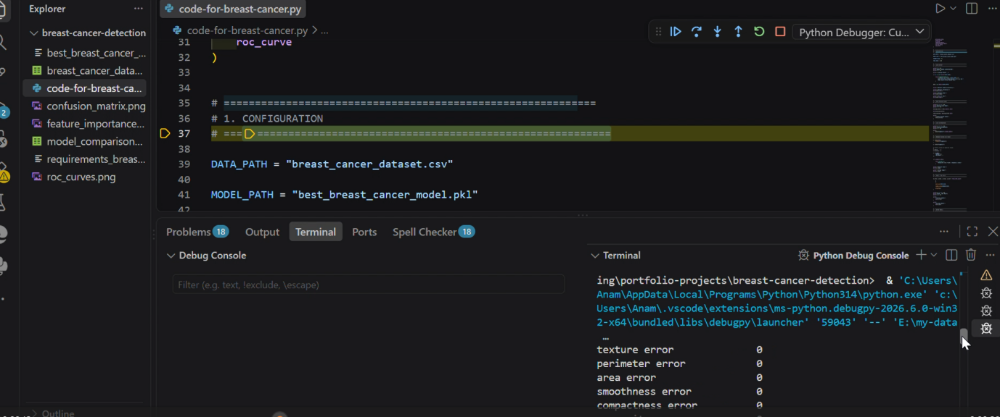 Explorer
breast-cancer-detection
best_breast_cancer_...
breast_cancer_data...
code-for-breast-ca...
confusion_matrix.png
feature_importance...
model_comparison...
requirements_breas...
roc_curves.png
Outline
2
code-for-breast-cancer.py
code-for-breast-cancer.py > ...
Python Debugger: Cu...
31 roc_curve
32 )
33
34
35 # ============================================================
36 # 1. CONFIGURATION
37 # ============================================================
38
39 DATA_PATH = "breast_cancer_dataset.csv"
40
41 MODEL_PATH = "best_breast_cancer_model.pkl"
42
Problems 18 Output Terminal Ports Spell Checker 18
Debug Console
Filter (e.g. text, !exclude, \escape)
Terminal
Python Debug Console
ing\portfolio-projects\breast-cancer-detection> & 'C:\Users\
Anam\AppData\Local\Programs\Python\Python314\python.exe' 'c:\
Users\Anam\.vscode\extensions\ms-python.debugpy-2026.6.0-win3
2-x64\bundled\libs\debugpy\launcher' '59043' '--' 'E:\my-data
…
texture error 0
perimeter error 0
area error 0
smoothness error 0
compactness error 0